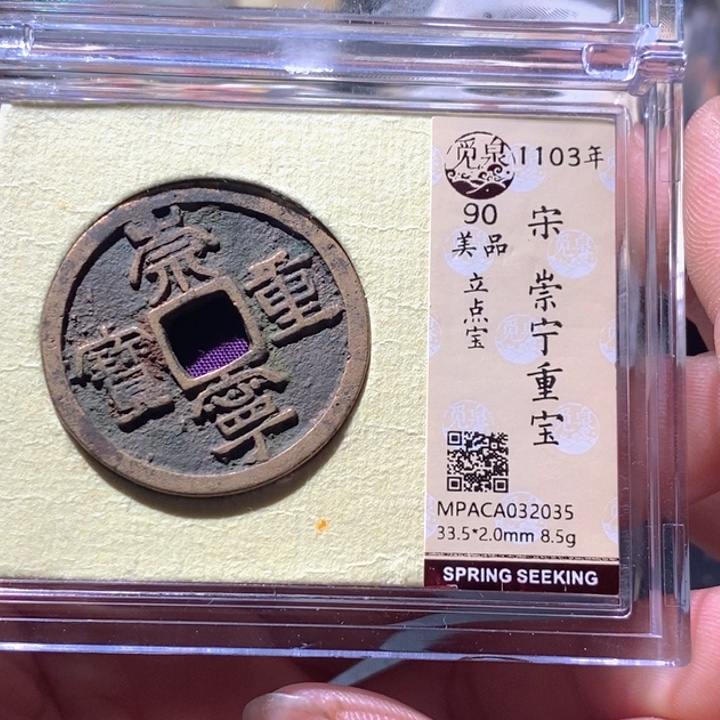 崇
重
寶
寧
觅泉
1103年
90
美品
立点宝
宋 崇宁重宝
MPACA032035
33.5*2.0mm 8.5g
SPRING SEEKING